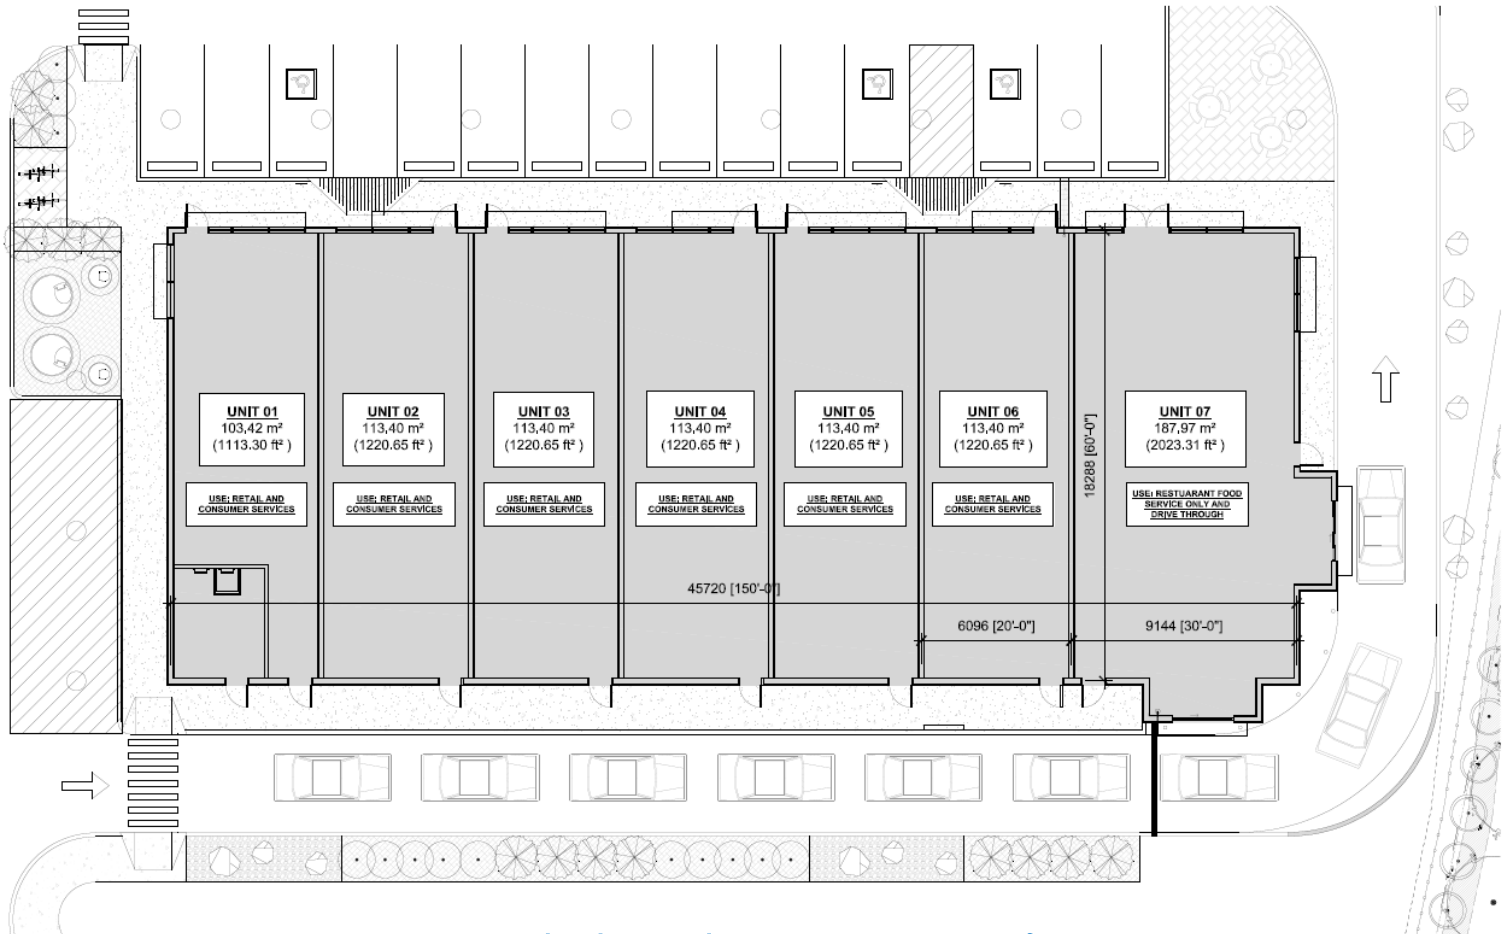 UNIT 01
103,42 m²
(1113.30 ft² )
USE: RETAIL AND
CONSUMER SERVICES
UNIT 02
113,40 m²
(1220.65 ft² )
USE: RETAIL AND
CONSUMER SERVICES
UNIT 03
113,40 m²
(1220.65 ft² )
USE: RETAIL AND
CONSUMER SERVICES
UNIT 04
113,40 m²
(1220.65 ft² )
USE: RETAIL AND
CONSUMER SERVICES
UNIT 05
113,40 m²
(1220.65 ft² )
USE: RETAIL AND
CONSUMER SERVICES
UNIT 06
113,40 m²
(1220.65 ft² )
USE: RETAIL AND
CONSUMER SERVICES
18288 [60'-0"]
UNIT 07
187,97 m²
(2023.31 ft² )
USE: RESTUARANT FOOD
SERVICE ONLY AND
DRIVE THROUGH
45720 [150'-0"]
6096 [20'-0"]
9144 [30'-0"]